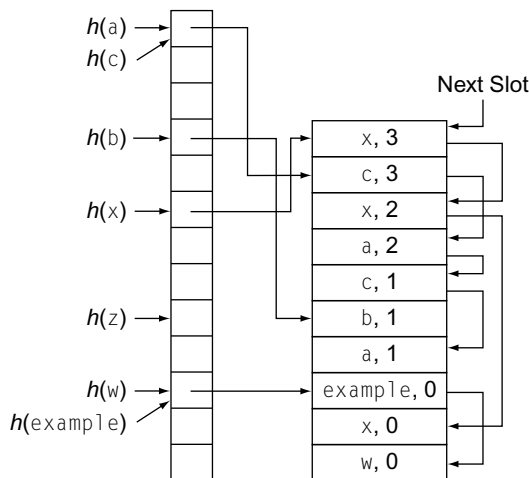 h(a)
h(c)
h(b)
h(x)
h(z)
h(w)
h(example)
Next Slot
x, 3
c, 3
x, 2
a, 2
c, 1
b, 1
a, 1
example, 0
x, 0
w, 0